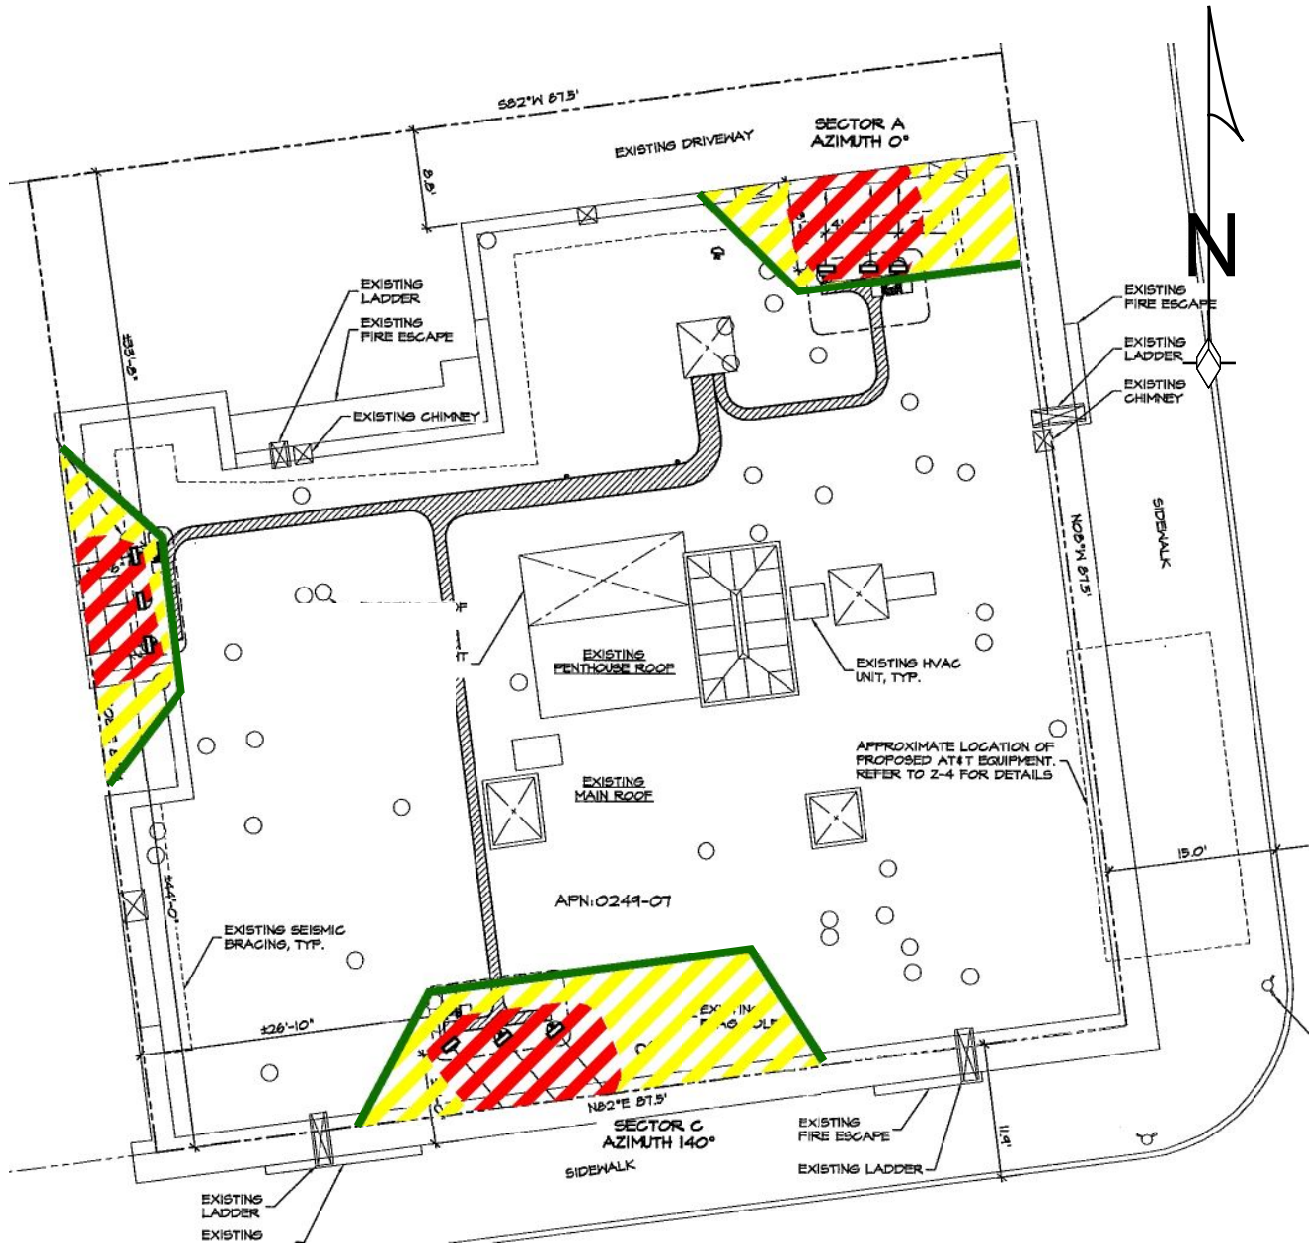 S82°W 87.5'
SECTOR A
AZIMUTH 0°
EXISTING DRIVEWAY
N
EXISTING
LADDER
EXISTING
FIRE ESCAPE
EXISTING CHIMNEY
EXISTING
FIRE ESCAPE
EXISTING
LADDER
EXISTING
CHIMNEY
±33'-8"
4'
N08°W 87.5'
SIDEWALK
EXISTING
PENTHOUSE ROOF
EXISTING HVAC
UNIT, TYP.
APPROXIMATE LOCATION OF
PROPOSED AT&T EQUIPMENT.
REFER TO Z-4 FOR DETAILS
EXISTING
MAIN ROOF
15.0'
APN:0249-07
±44'-0"
EXISTING SEISMIC
BRACING, TYP.
±26'-10"
N82°E 87.5'
SECTOR C
AZIMUTH 140°
SIDEWALK
EXISTING
FIRE ESCAPE
EXISTING LADDER
11.9'
EXISTING
LADDER
EXISTING